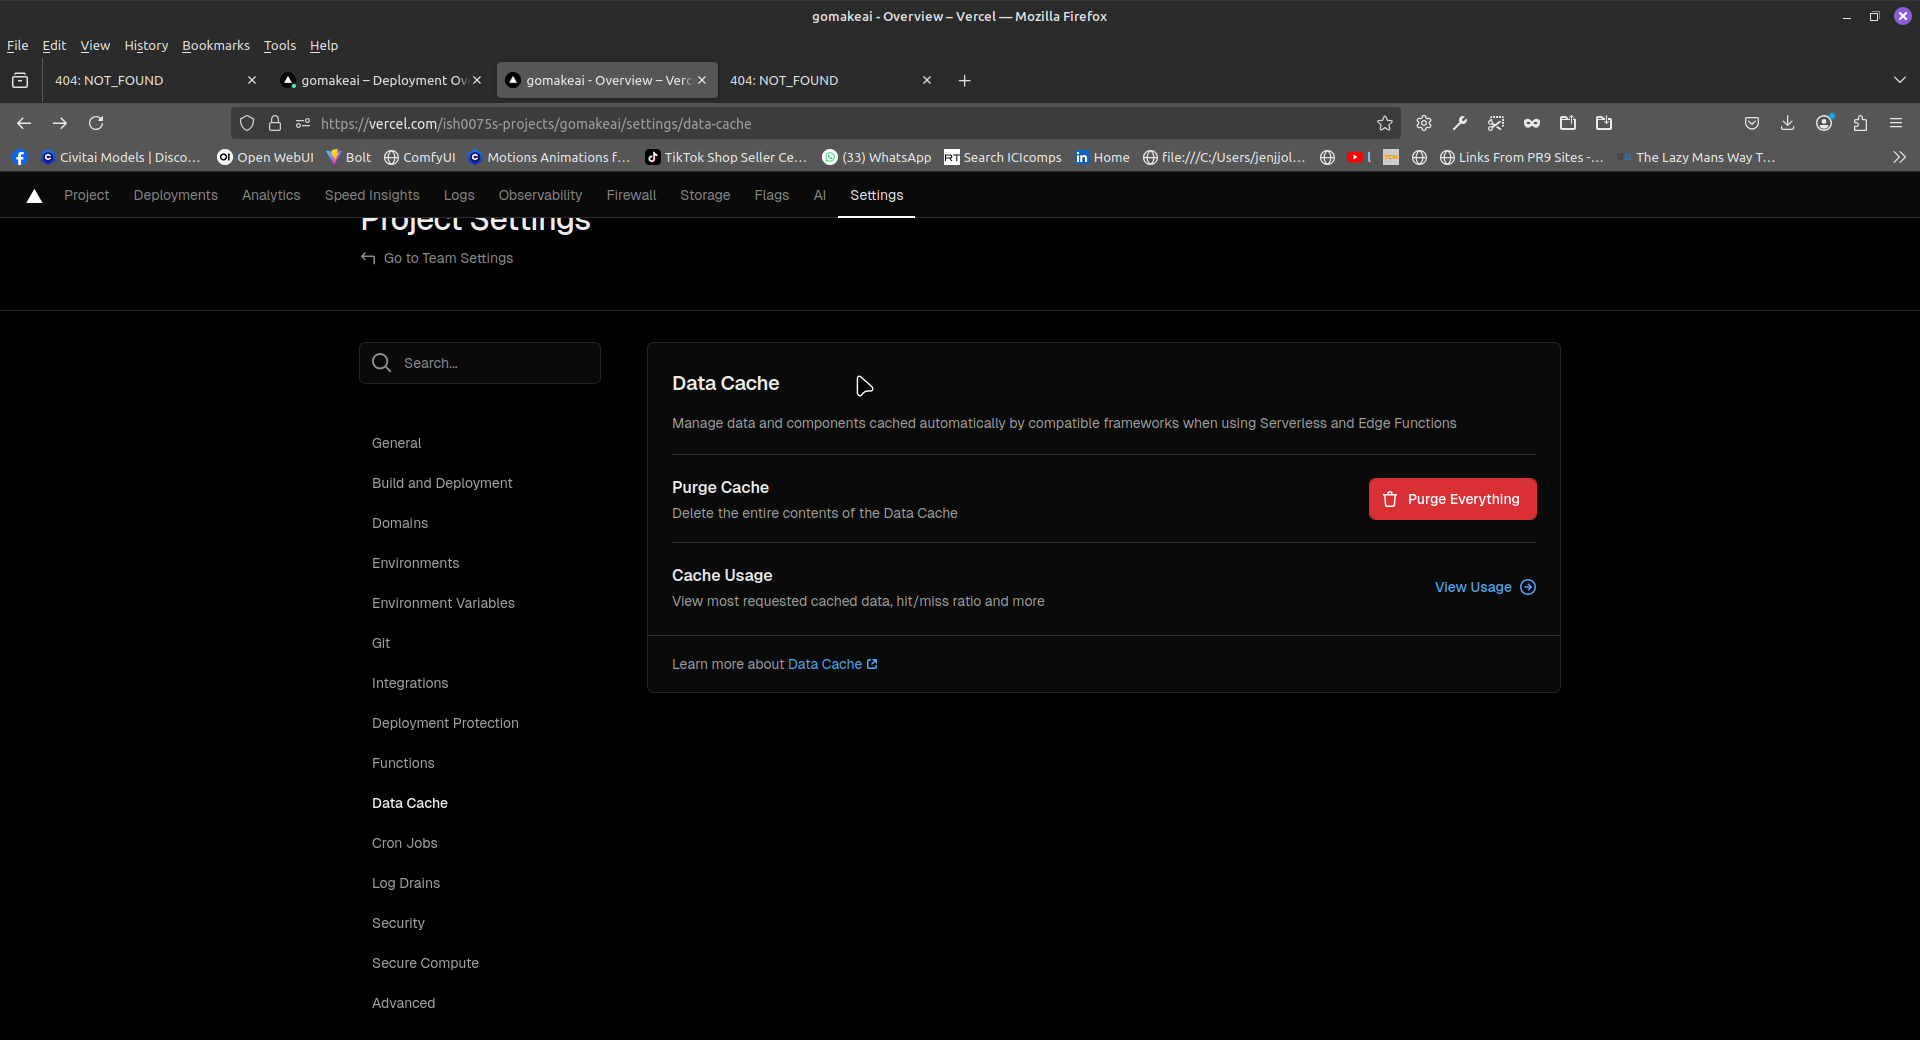 gomakeai - Overview – Vercel — Mozilla Firefox
File Edit View History Bookmarks Tools Help
404: NOT_FOUND gomakeai – Deployment Ov gomakeai - Overview – Verc 404: NOT_FOUND
https://vercel.com/ish0075s-projects/gomakeai/settings/data-cache
Civitai Models | Disco… Open WebUI Bolt ComfyUI Motions Animations f… TikTok Shop Seller Ce… (33) WhatsApp RT Search ICIcomps in Home file:///C:/Users/jenjjol… l Links From PR9 Sites -… The Lazy Mans Way T…
Project Deployments Analytics Speed Insights Logs Observability Firewall Storage Flags AI Settings
Project Settings
Go to Team Settings
Search...
General
Build and Deployment
Domains
Environments
Environment Variables
Git
Integrations
Deployment Protection
Functions
Data Cache
Cron Jobs
Log Drains
Security
Secure Compute
Advanced
Data Cache
Manage data and components cached automatically by compatible frameworks when using Serverless and Edge Functions
Purge Cache
Delete the entire contents of the Data Cache
Purge Everything
Cache Usage
View most requested cached data, hit/miss ratio and more
View Usage
Learn more about Data Cache